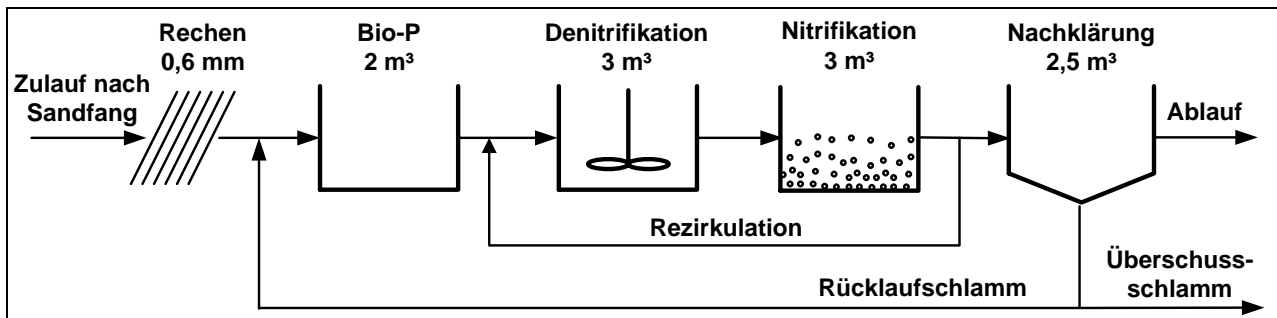 Rechen
0,6 mm
Bio-P
2 m³
Denitrifikation
3 m³
Nitrifikation
3 m³
Nachklärung
2,5 m³
Zulauf nach
Sandfang
Ablauf
Rezirkulation
Rücklaufschlamm
Überschuss-
schlamm